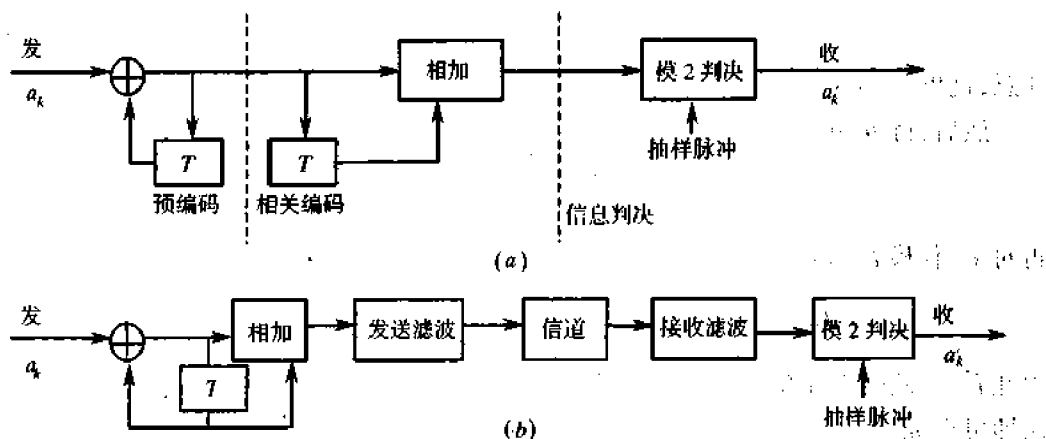 发
a_k
T
预编码
T
相关编码
相加
模 2 判决
抽样脉冲
收
a'_k
信息判决
(a)
发
a_k
T
相加
发送滤波
信道
接收滤波
模 2 判决
抽样脉冲
收
a'_k
(b)